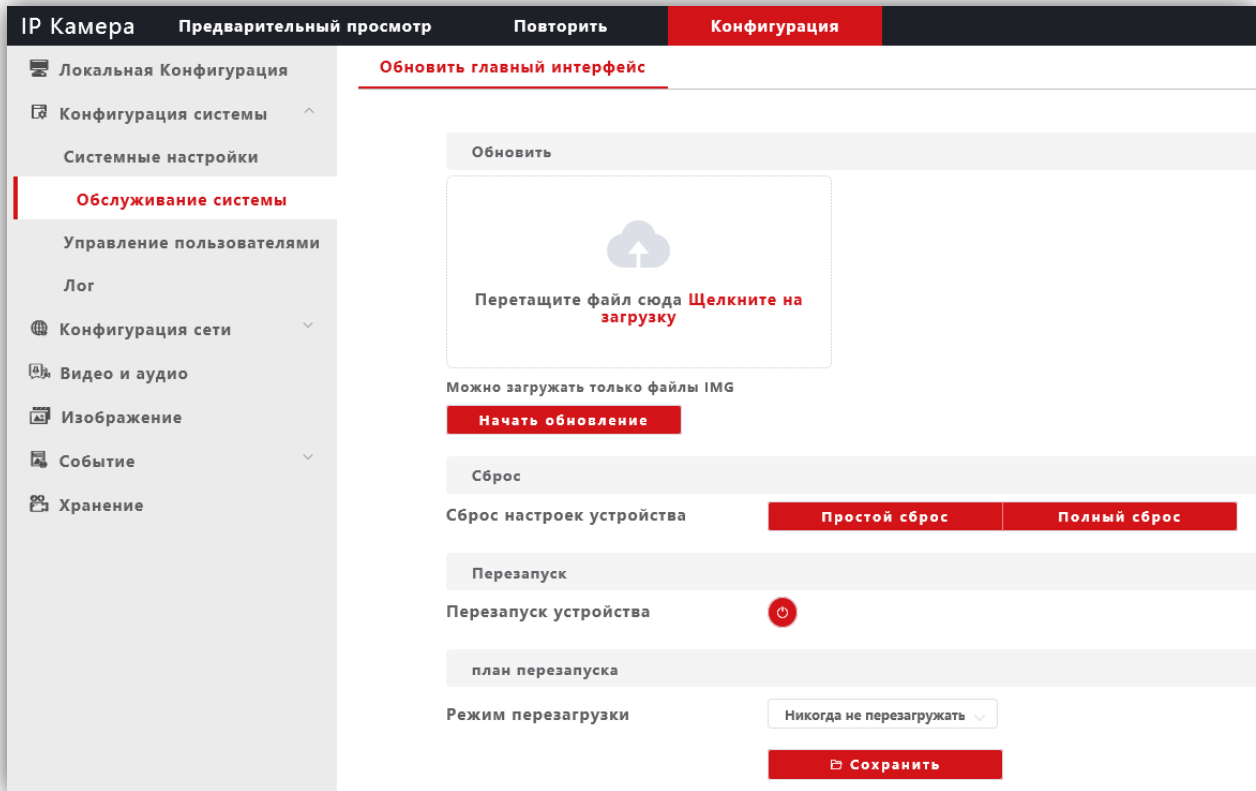 IP Камера Предварительный просмотр Повторить Конфигурация
Локальная Конфигурация
Конфигурация системы
Системные настройки
Обслуживание системы
Управление пользователями
Лог
Конфигурация сети
Видео и аудио
Изображение
Событие
Хранение
Обновить главный интерфейс
Обновить
Перетащите файл сюда Щелкните на
загрузку
Можно загружать только файлы IMG
Начать обновление
Сброс
Сброс настроек устройства Простой сброс Полный сброс
Перезапуск
Перезапуск устройства
план перезапуска
Режим перезагрузки Никогда не перезагружать
Сохранить